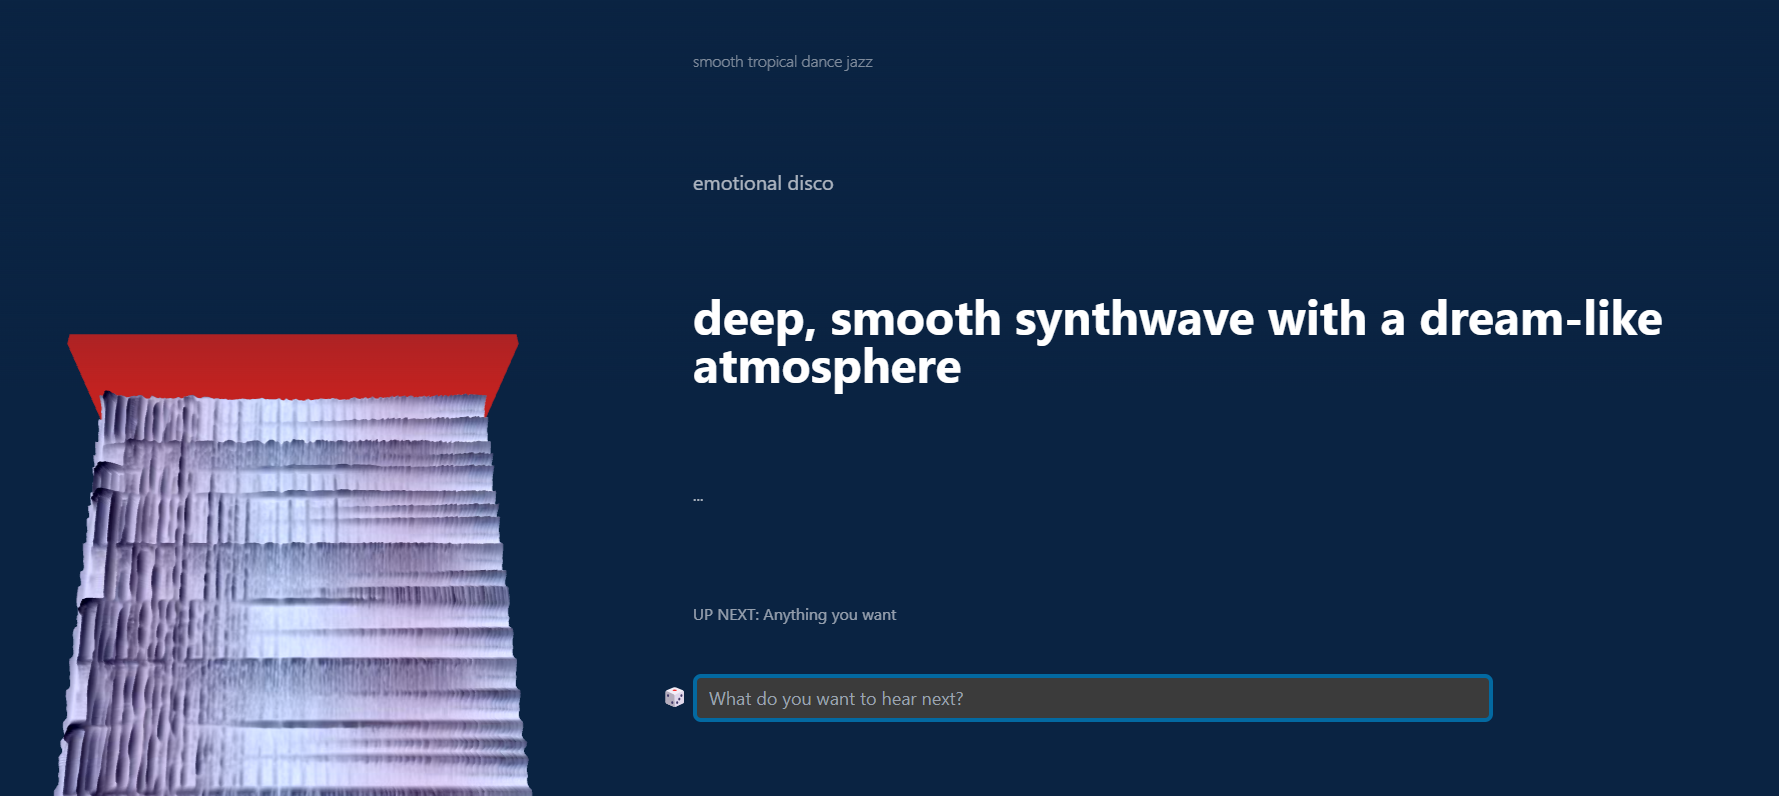 smooth tropical dance jazz
emotional disco
deep, smooth synthwave with a dream-like
atmosphere
...
UP NEXT: Anything you want
What do you want to hear next?